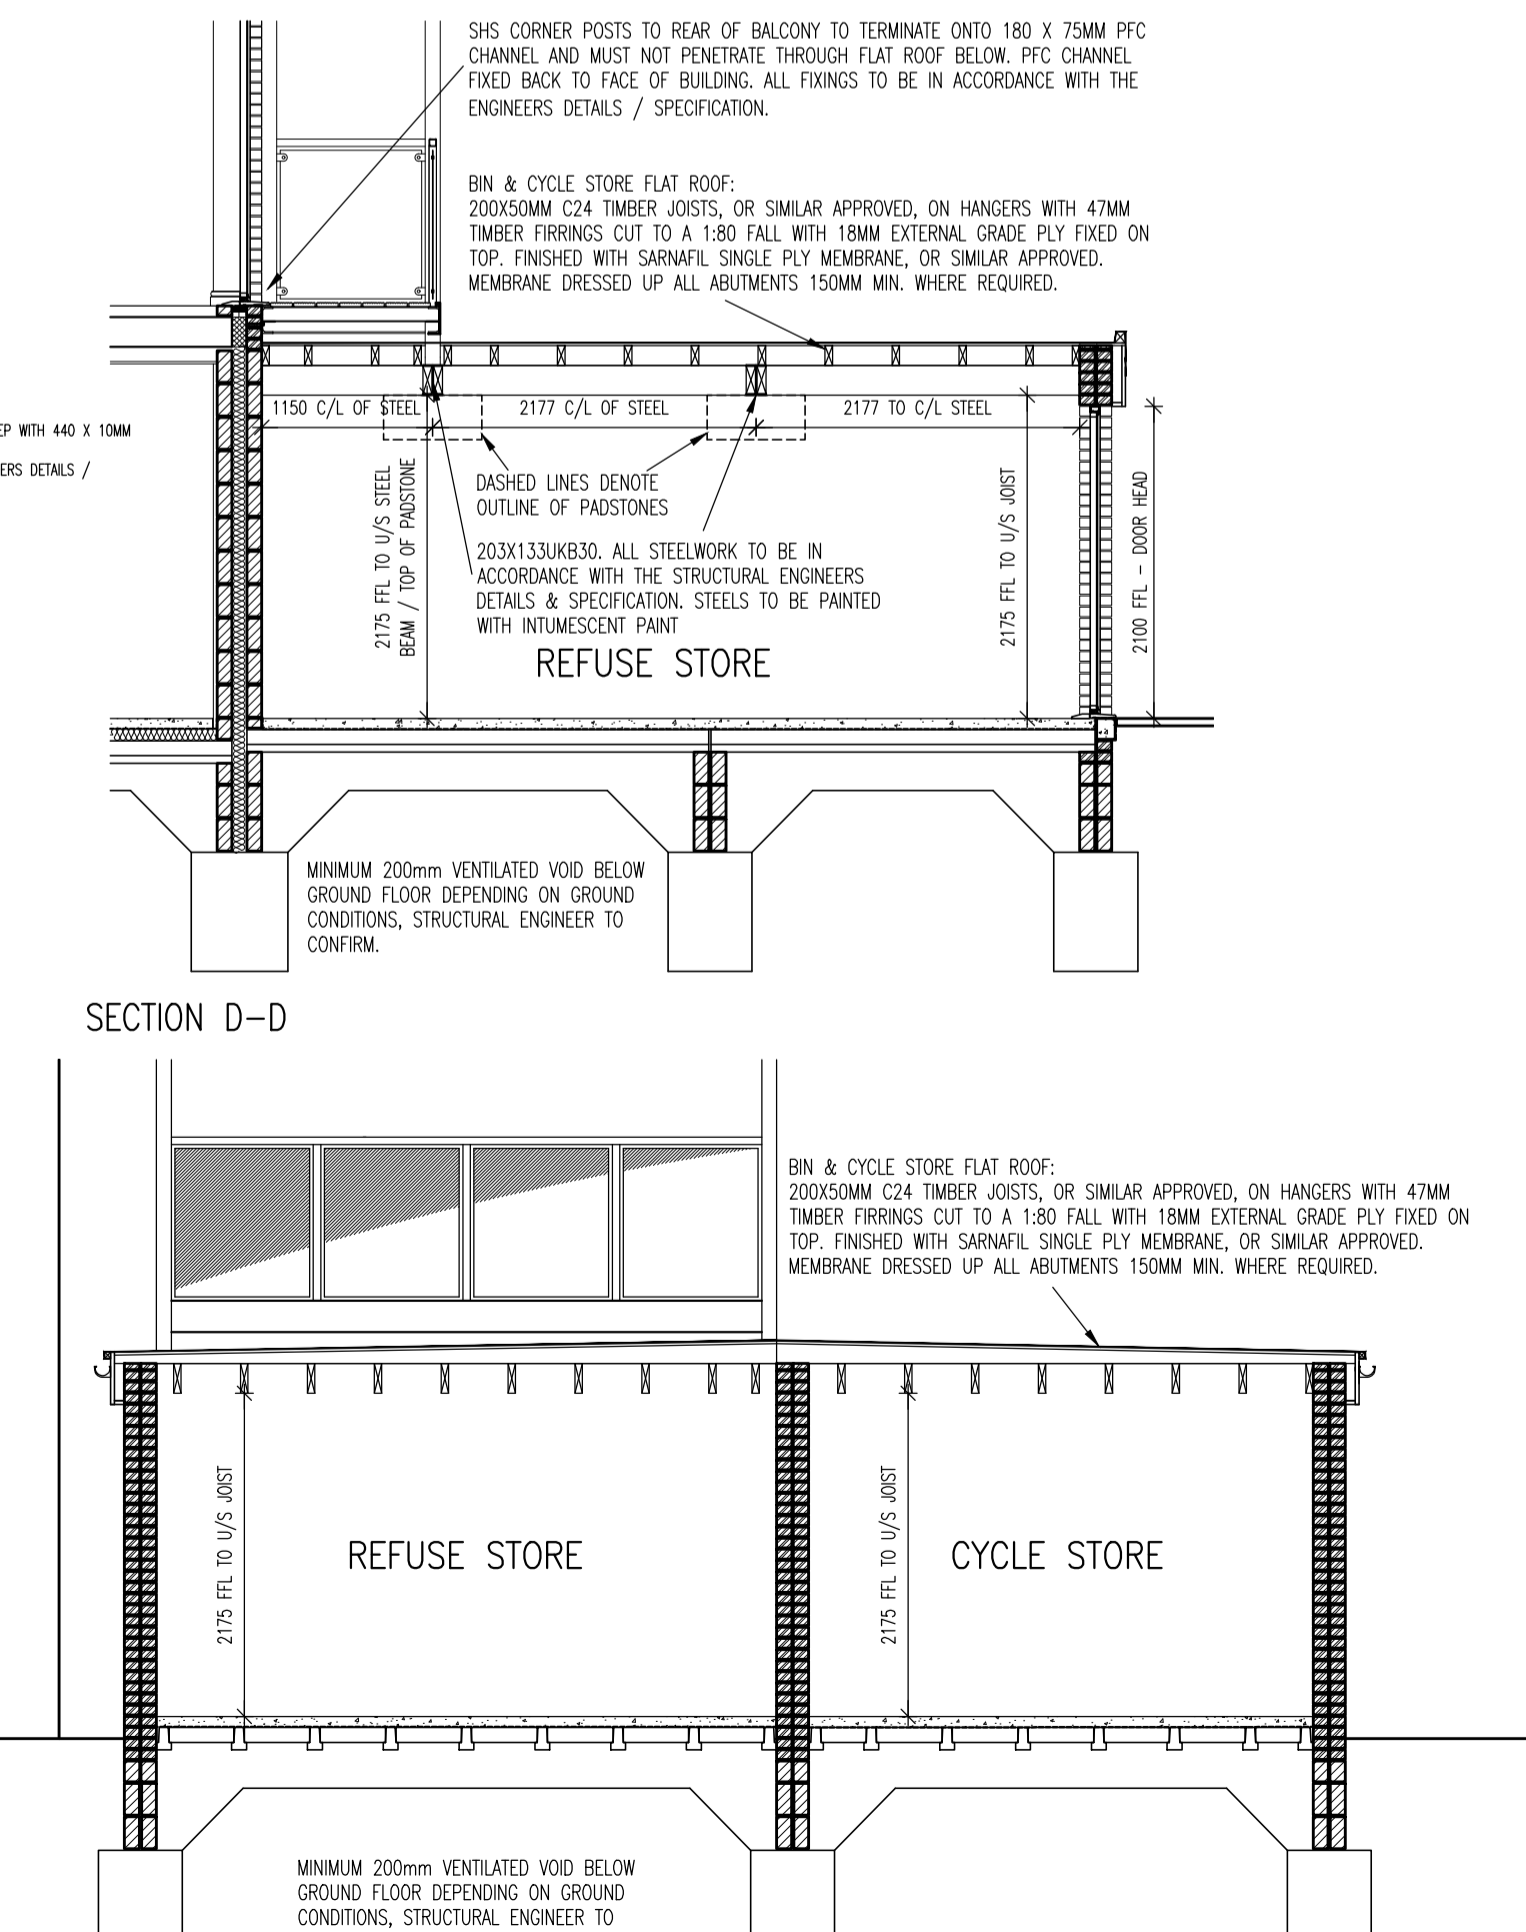 SHS CORNER POSTS TO REAR OF BALCONY TO TERMINATE ONTO 180 X 75MM PFC
CHANNEL AND MUST NOT PENETRATE THROUGH FLAT ROOF BELOW. PFC CHANNEL
FIXED BACK TO FACE OF BUILDING. ALL FIXINGS TO BE IN ACCORDANCE WITH THE
ENGINEERS DETAILS / SPECIFICATION.
BIN & CYCLE STORE FLAT ROOF:
200X50MM C24 TIMBER JOISTS, OR SIMILAR APPROVED, ON HANGERS WITH 47MM
TIMBER FIRRINGS CUT TO A 1:80 FALL WITH 18MM EXTERNAL GRADE PLY FIXED ON
TOP. FINISHED WITH SARNAFIL SINGLE PLY MEMBRANE, OR SIMILAR APPROVED.
MEMBRANE DRESSED UP ALL ABUTMENTS 150MM MIN. WHERE REQUIRED.
1150 C/L OF STEEL
2177 C/L OF STEEL
2177 TO C/L STEEL
EP WITH 440 X 10MM
ERS DETAILS /
2175 FFL TO U/S STEEL
BEAM / TOP OF PADSTONE
DASHED LINES DENOTE
OUTLINE OF PADSTONES
203X133UKB30. ALL STEELWORK TO BE IN
ACCORDANCE WITH THE STRUCTURAL ENGINEERS
DETAILS & SPECIFICATION. STEELS TO BE PAINTED
WITH INTUMESCENT PAINT
2175 FFL TO U/S JOIST
2100 FFL - DOOR HEAD
REFUSE STORE
MINIMUM 200mm VENTILATED VOID BELOW
GROUND FLOOR DEPENDING ON GROUND
CONDITIONS, STRUCTURAL ENGINEER TO
CONFIRM.
SECTION D-D
BIN & CYCLE STORE FLAT ROOF:
200X50MM C24 TIMBER JOISTS, OR SIMILAR APPROVED, ON HANGERS WITH 47MM
TIMBER FIRRINGS CUT TO A 1:80 FALL WITH 18MM EXTERNAL GRADE PLY FIXED ON
TOP. FINISHED WITH SARNAFIL SINGLE PLY MEMBRANE, OR SIMILAR APPROVED.
MEMBRANE DRESSED UP ALL ABUTMENTS 150MM MIN. WHERE REQUIRED.
2175 FFL TO U/S JOIST
REFUSE STORE
2175 FFL TO U/S JOIST
CYCLE STORE
MINIMUM 200mm VENTILATED VOID BELOW
GROUND FLOOR DEPENDING ON GROUND
CONDITIONS, STRUCTURAL ENGINEER TO